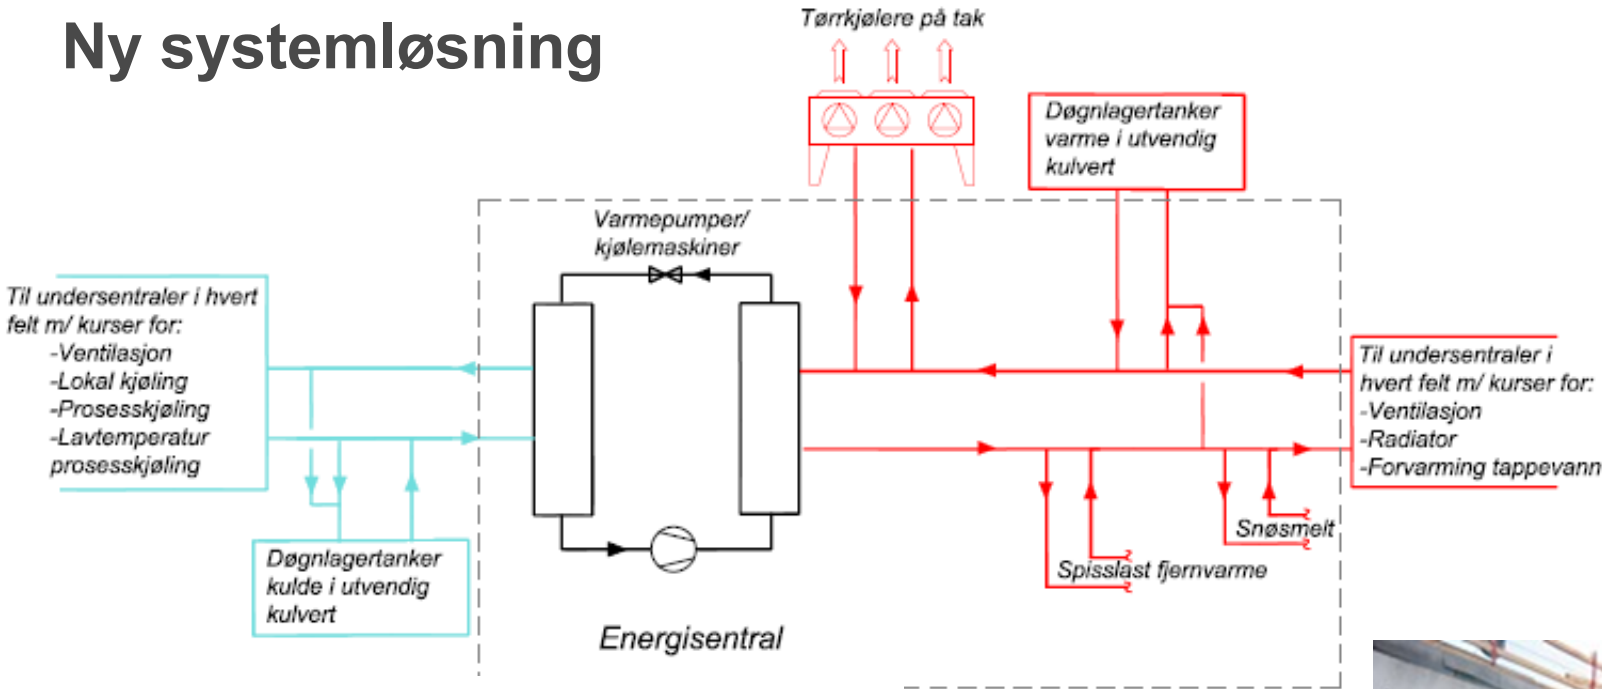 Ny systemløsning
Tørrkjølere på tak
Døgnlagertanker
varme i utvendig
kulvert
Varmepumper/
kjølemaskiner
Til undersentraler i hvert
felt m/ kurser for:
-Ventilasjon
-Lokal kjøling
-Prosesskjøling
-Lavtemperatur
prosesskjøling
Til undersentraler i
hvert felt m/ kurser for:
-Ventilasjon
-Radiator
-Forvarming tappevann
Døgnlagertanker
kulde i utvendig
kulvert
Snøsmelt
Spisslast fjernvarme
Energisentral